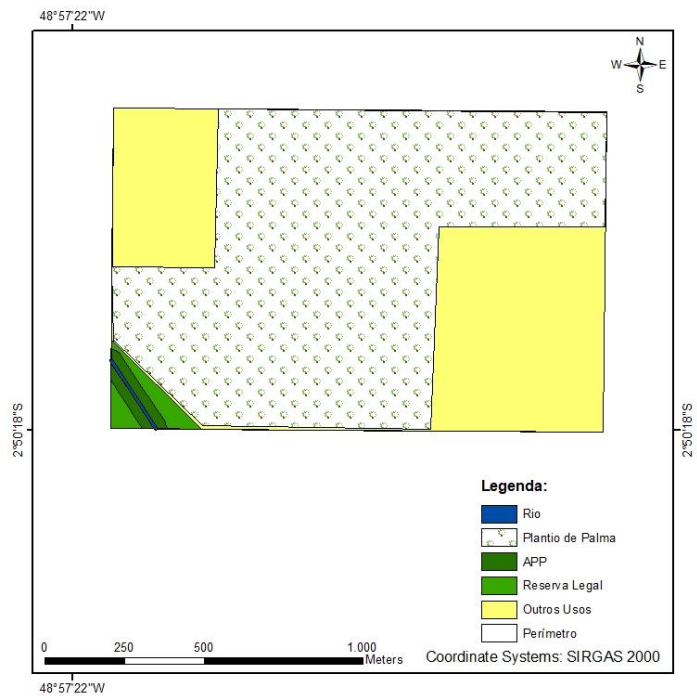 48°57'22"W
N
W E
S
2°50'18"S
2°50'18"S
Legenda:
Rio
Plantio de Palma
APP
Reserva Legal
Outros Usos
Perímetro
0 250 500 1.000
Meters
Coordinate Systems: SIRGAS 2000
48°57'22"W